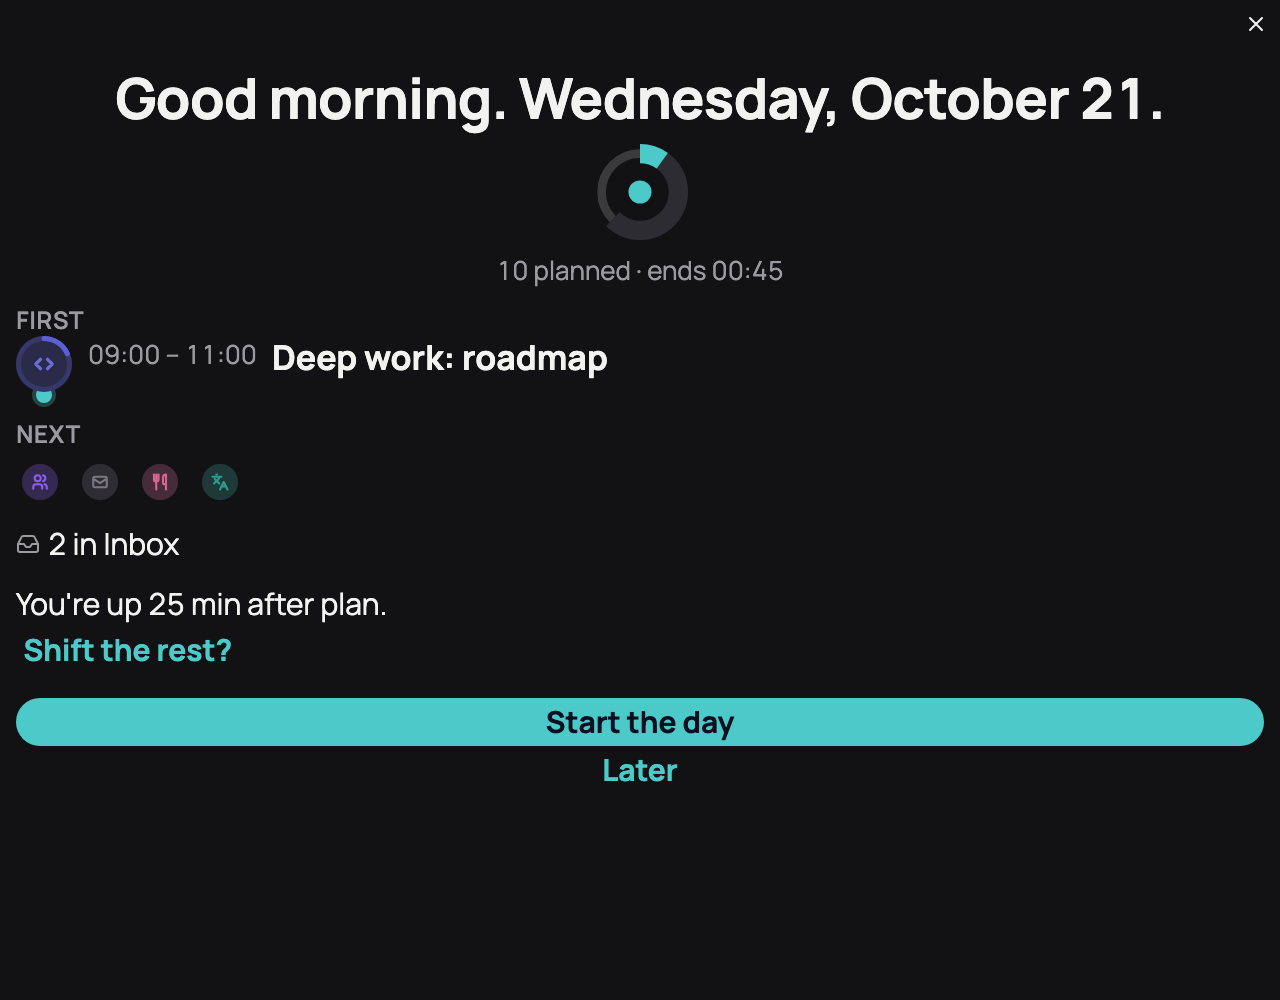 Good morning. Wednesday, October 21.
10 planned · ends 00:45
FIRST
09:00 – 11:00 Deep work: roadmap
NEXT
2 in Inbox
You're up 25 min after plan.
Shift the rest?
Start the day
Later